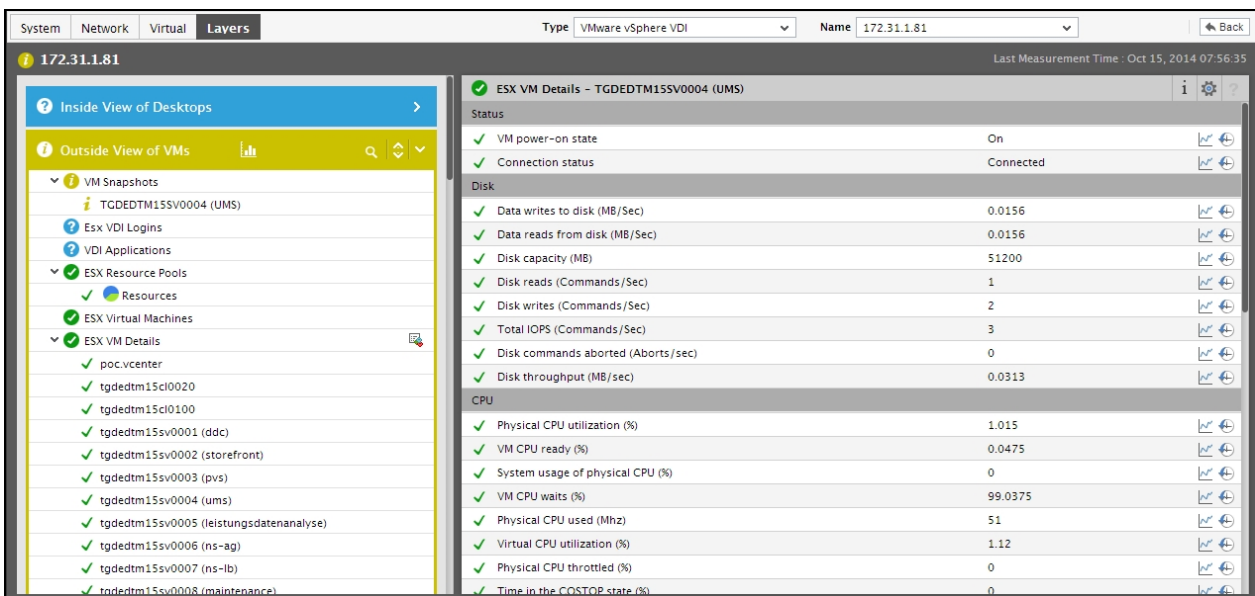 System Network Virtual Layers Type VMware vSphere VDI Name 172.31.1.81 Back
172.31.1.81 Last Measurement Time : Oct 15, 2014 07:56:35
Inside View of Desktops
Outside View of VMs
VM Snapshots
TGDEDTM15SV0004 (UMS)
Esx VDI Logins
VDI Applications
ESX Resource Pools
Resources
ESX Virtual Machines
ESX VM Details
poc.vcenter
tgdedtm15cl0020
tgdedtm15cl0100
tgdedtm15sv0001 (ddc)
tgdedtm15sv0002 (storefront)
tgdedtm15sv0003 (pvs)
tgdedtm15sv0004 (ums)
tgdedtm15sv0005 (leistungsdatenanalyse)
tgdedtm15sv0006 (ns-ag)
tgdedtm15sv0007 (ns-lb)
tgdedtm15sv0008 (maintenance)
ESX VM Details - TGDEDTM15SV0004 (UMS)
Status
VM power-on state On
Connection status Connected
Disk
Data writes to disk (MB/Sec) 0.0156
Data reads from disk (MB/Sec) 0.0156
Disk capacity (MB) 51200
Disk reads (Commands/Sec) 1
Disk writes (Commands/Sec) 2
Total IOPS (Commands/Sec) 3
Disk commands aborted (Aborts/sec) 0
Disk throughput (MB/sec) 0.0313
CPU
Physical CPU utilization (%) 1.015
VM CPU ready (%) 0.0475
System usage of physical CPU (%) 0
VM CPU waits (%) 99.0375
Physical CPU used (Mhz) 51
Virtual CPU utilization (%) 1.12
Physical CPU throttled (%) 0
Time in the COSTOP state (%) 0